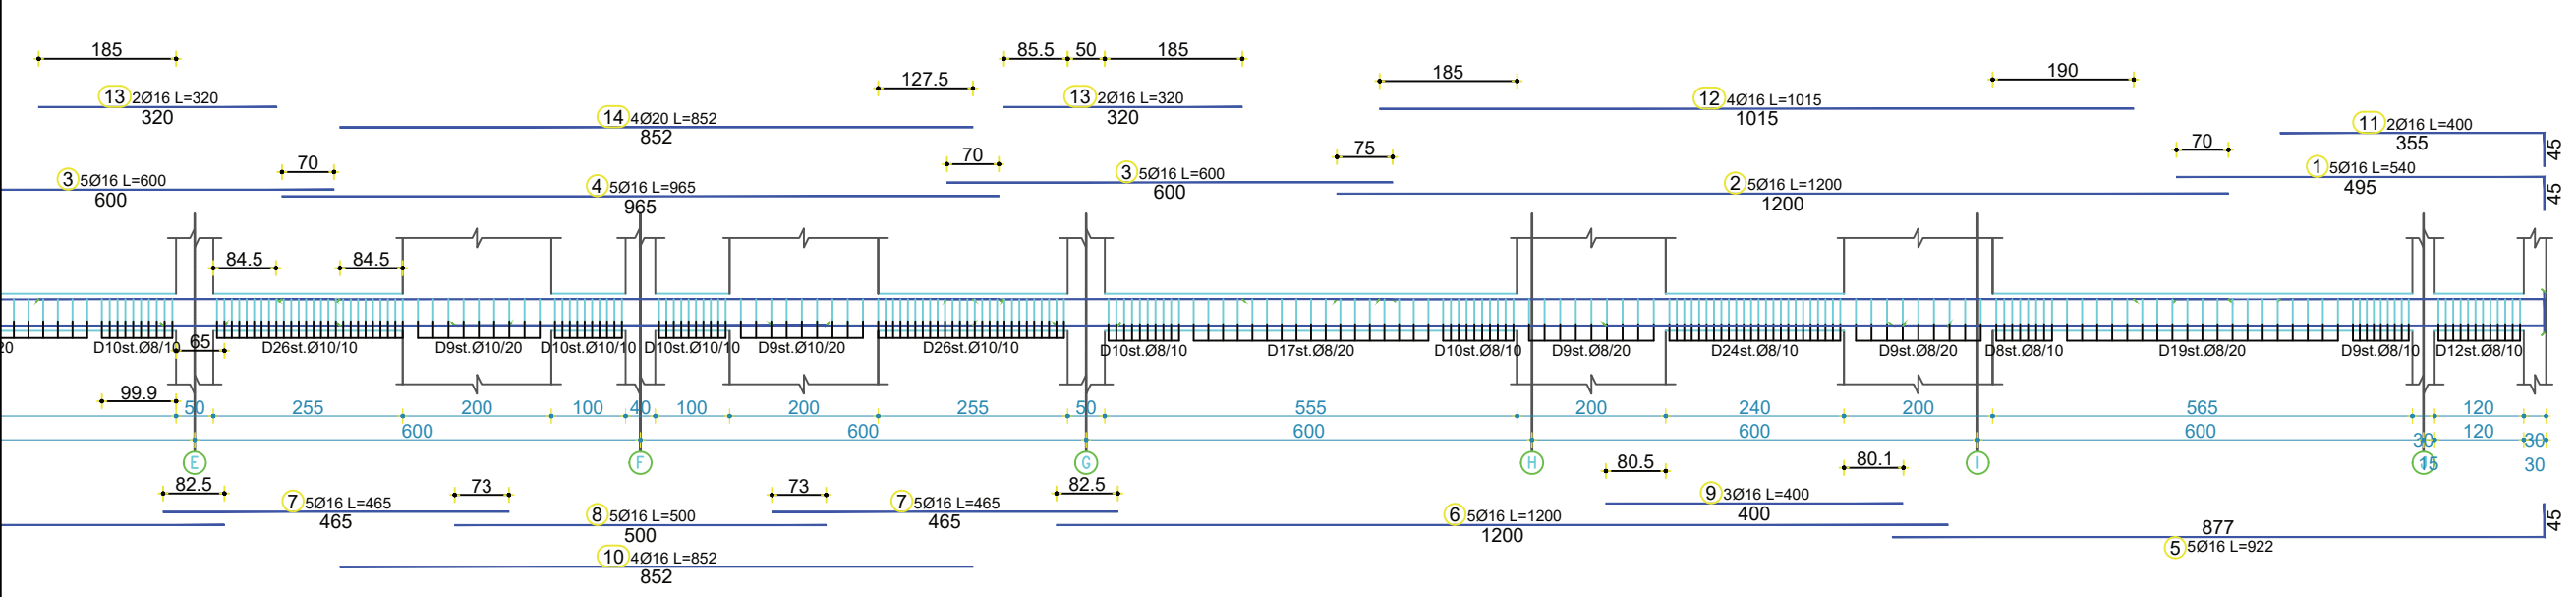 185 85.5 50 185
127.5 185 190
13 2Ø16 L=320 13 2Ø16 L=320 12 4Ø16 L=1015
320 320 1015
14 4Ø20 L=852 11 2Ø16 L=400
852 355 45
70 70 75 70
3 5Ø16 L=600 4 5Ø16 L=965 3 5Ø16 L=600 2 5Ø16 L=1200 1 5Ø16 L=540
600 965 600 1200 495 45
84.5 84.5
20 D10st.Ø8/10 65 D26st.Ø10/10 D9st.Ø10/20 D10st.Ø10/10 D10st.Ø10/10 D9st.Ø10/20 D26st.Ø10/10 D10st.Ø8/10 D17st.Ø8/20 D10st.Ø8/10 D9st.Ø8/20 D24st.Ø8/10 D9st.Ø8/20 D8st.Ø8/10 D19st.Ø8/20 D9st.Ø8/10 D12st.Ø8/10
99.9
50 255 200 100 40 100 200 255 50 555 200 240 200 565 120
600 600 600 600 600 120
30 30
E F G H I 15 30
82.5 73 73 82.5 80.5 80.1
7 5Ø16 L=465 7 5Ø16 L=465 9 3Ø16 L=400
465 465 400
8 5Ø16 L=500 6 5Ø16 L=1200 877 45
500 1200
10 4Ø16 L=852 5 5Ø16 L=922
852